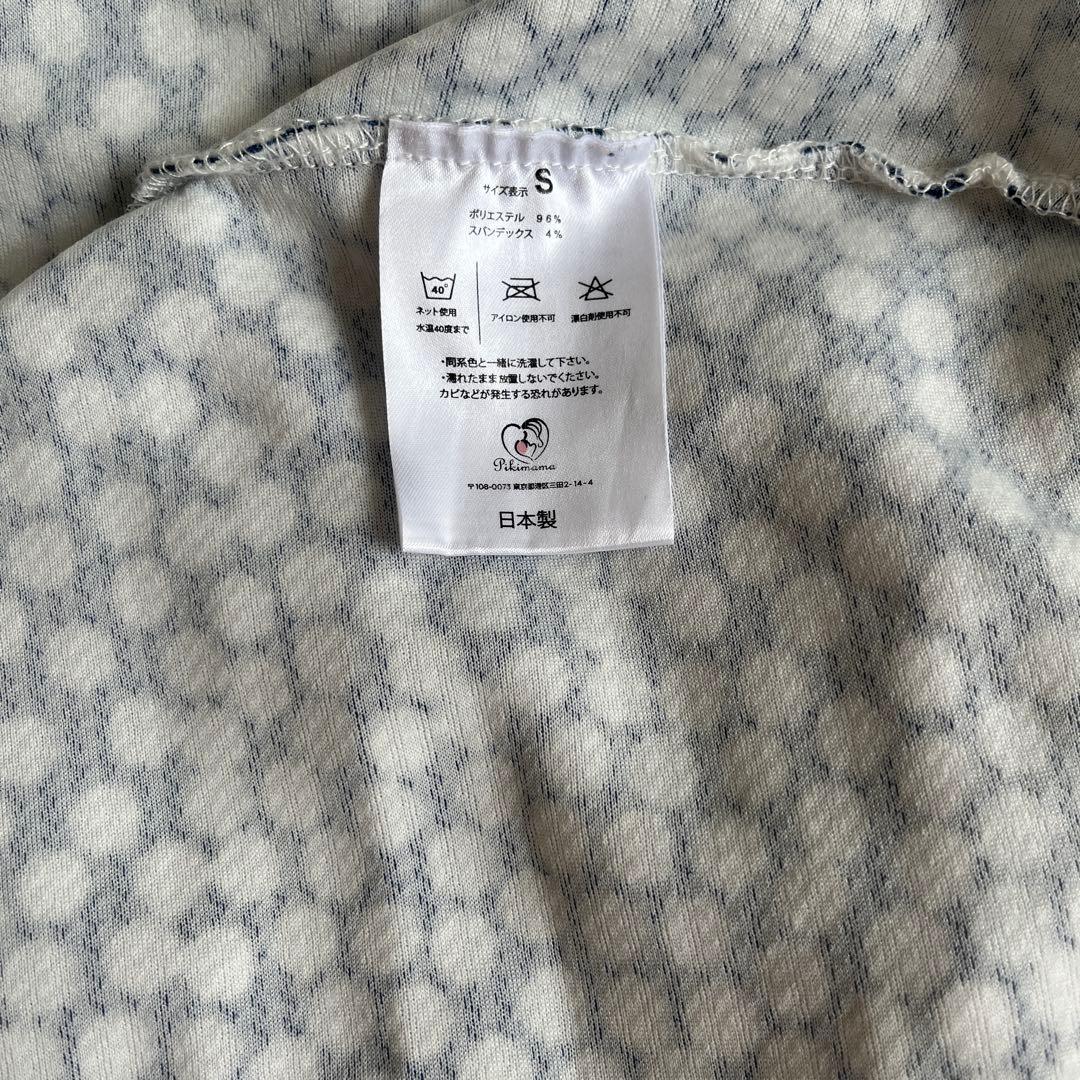 サイズ表示 S
ポリエステル 96%
スパンデックス 4%
40°
ネット使用
水温40度まで
アイロン使用不可
漂白剤使用不可
・同系色と一緒に洗濯して下さい。
・濡れたまま放置しないでください。
カビなどが発生する恐れがあります。
Pikimama
〒108-0073 東京都港区三田2-14-4
日本製